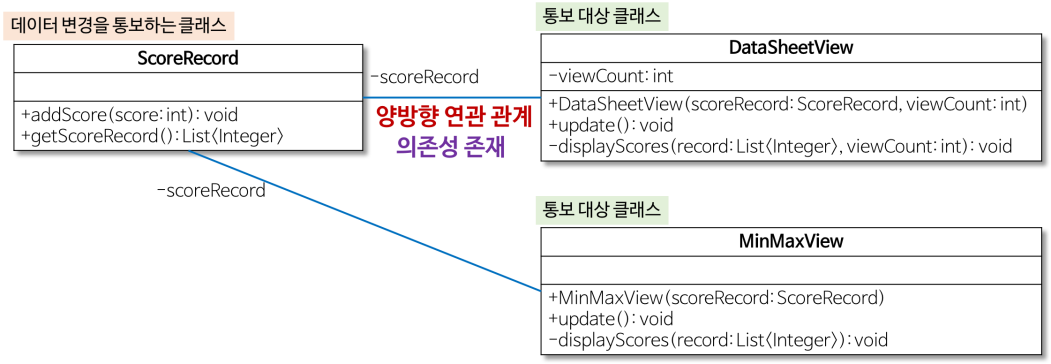 데이터 변경을 통보하는 클래스
ScoreRecord
+addScore(score:int): void
+getScoreRecord():List<Integer>
-scoreRecord
양방향 연관 관계
의존성 존재
통보 대상 클래스
DataSheetView
-viewCount:int
+DataSheetView(scoreRecord:ScoreRecord, viewCount:int)
+update():void
-displayScores(record:List<Integer>, viewCount:int):void
-scoreRecord
통보 대상 클래스
MinMaxView
+MinMaxView(scoreRecord:ScoreRecord)
+update():void
-displayScores(record:List<Integer>):void